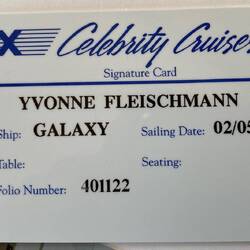 X Celebrity Cruises
Signature Card
YVONNE FLEISCHMANN
Ship: GALAXY Sailing Date: 02/05
Table: Seating:
Folio Number: 401122